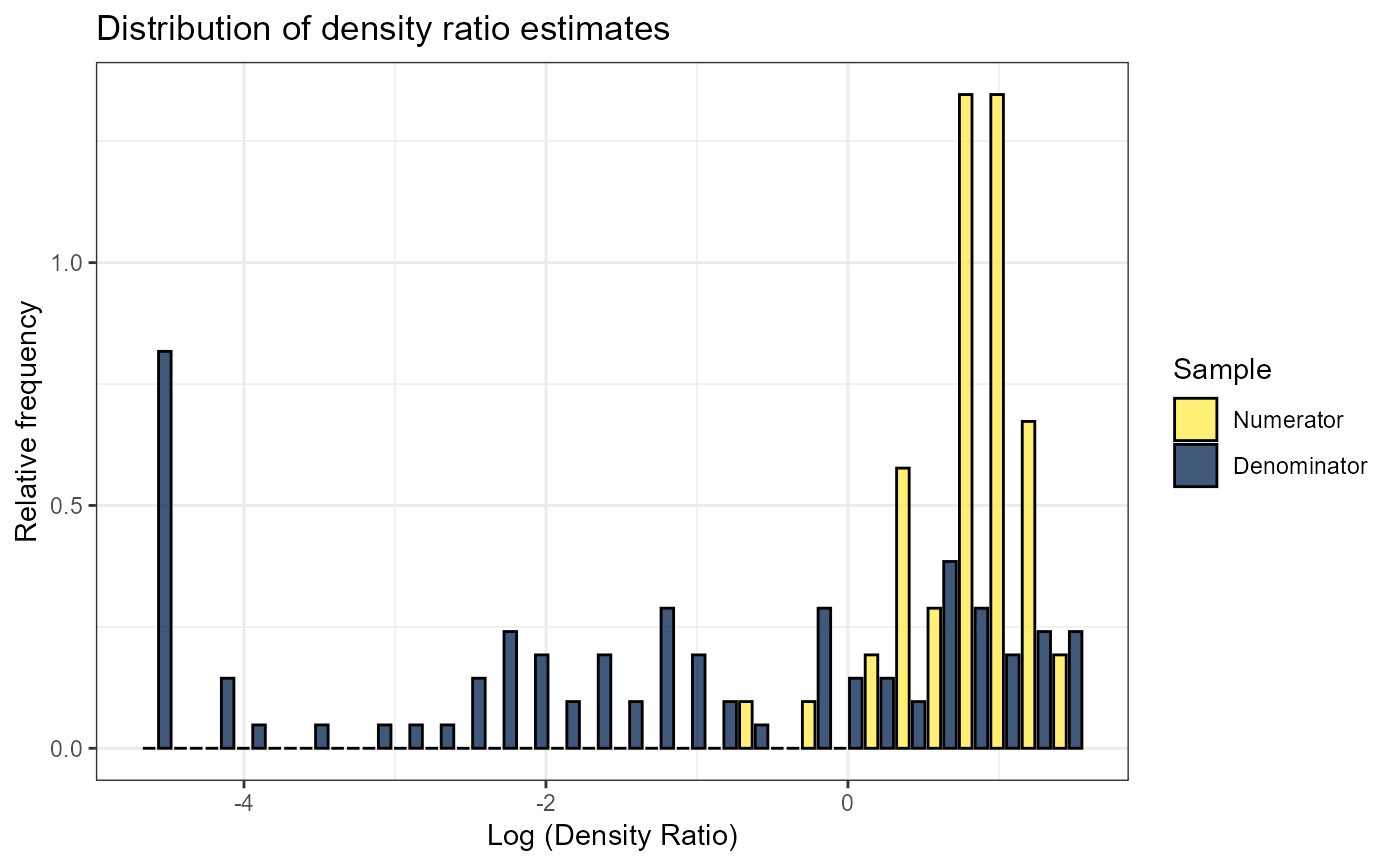 Distribution of density ratio estimates
1.0
0.5
0.0
Relative frequency
-4
-2
0
Log (Density Ratio)
Sample
Numerator
Denominator